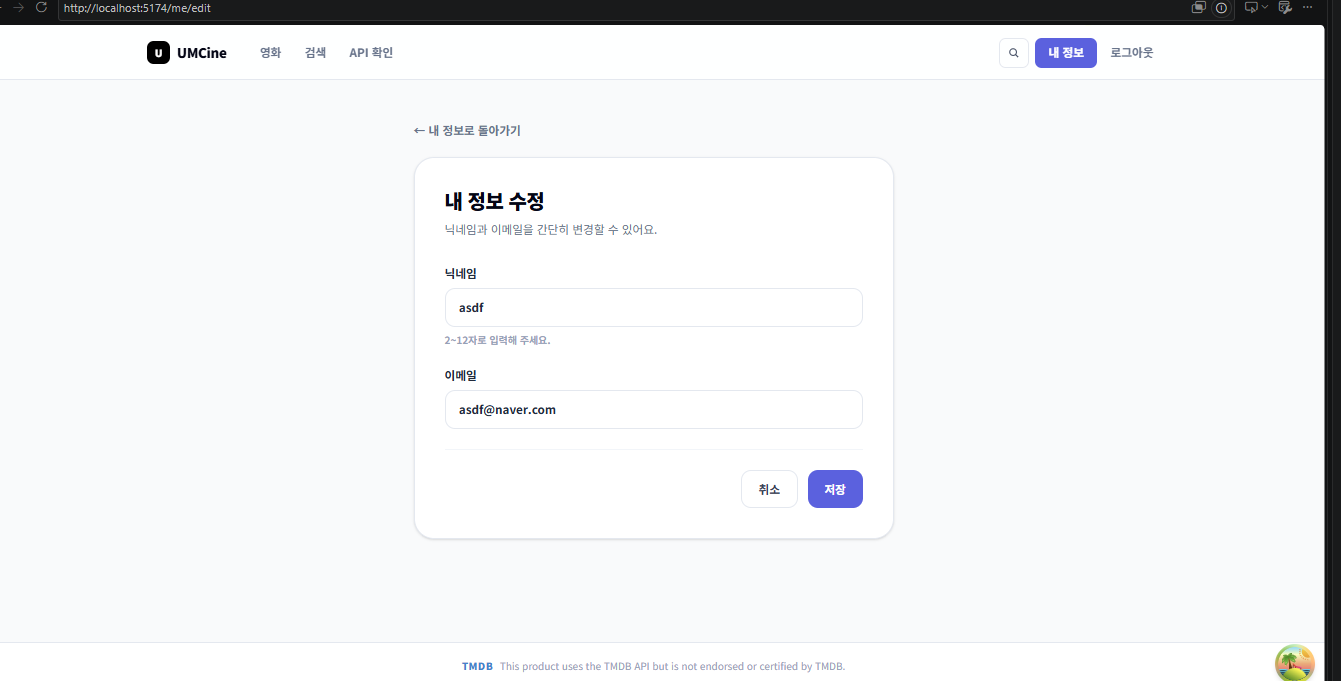 http://localhost:5174/me/edit
U UMCine 영화 검색 API 확인 내 정보 로그아웃
← 내 정보로 돌아가기
내 정보 수정
닉네임과 이메일을 간단히 변경할 수 있어요.
닉네임
asdf
2~12자로 입력해 주세요.
이메일
asdf@naver.com
취소 저장
TMDB This product uses the TMDB API but is not endorsed or certified by TMDB.